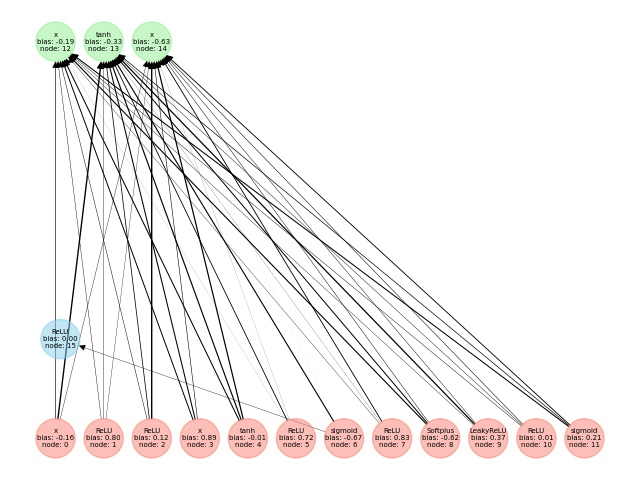 x
bias: -0.19
node: 12
tanh
bias: -0.33
node: 13
x
bias: -0.63
node: 14
ReLU
bias: 0.00
node: 15
x
bias: -0.16
node: 0
ReLU
bias: 0.80
node: 1
ReLU
bias: 0.12
node: 2
x
bias: 0.89
node: 3
tanh
bias: -0.01
node: 4
ReLU
bias: 0.72
node: 5
sigmoid
bias: -0.67
node: 6
ReLU
bias: 0.83
node: 7
Softplus
bias: -0.62
node: 8
LeakyReLU
bias: 0.37
node: 9
ReLU
bias: 0.01
node: 10
sigmoid
bias: 0.21
node: 11